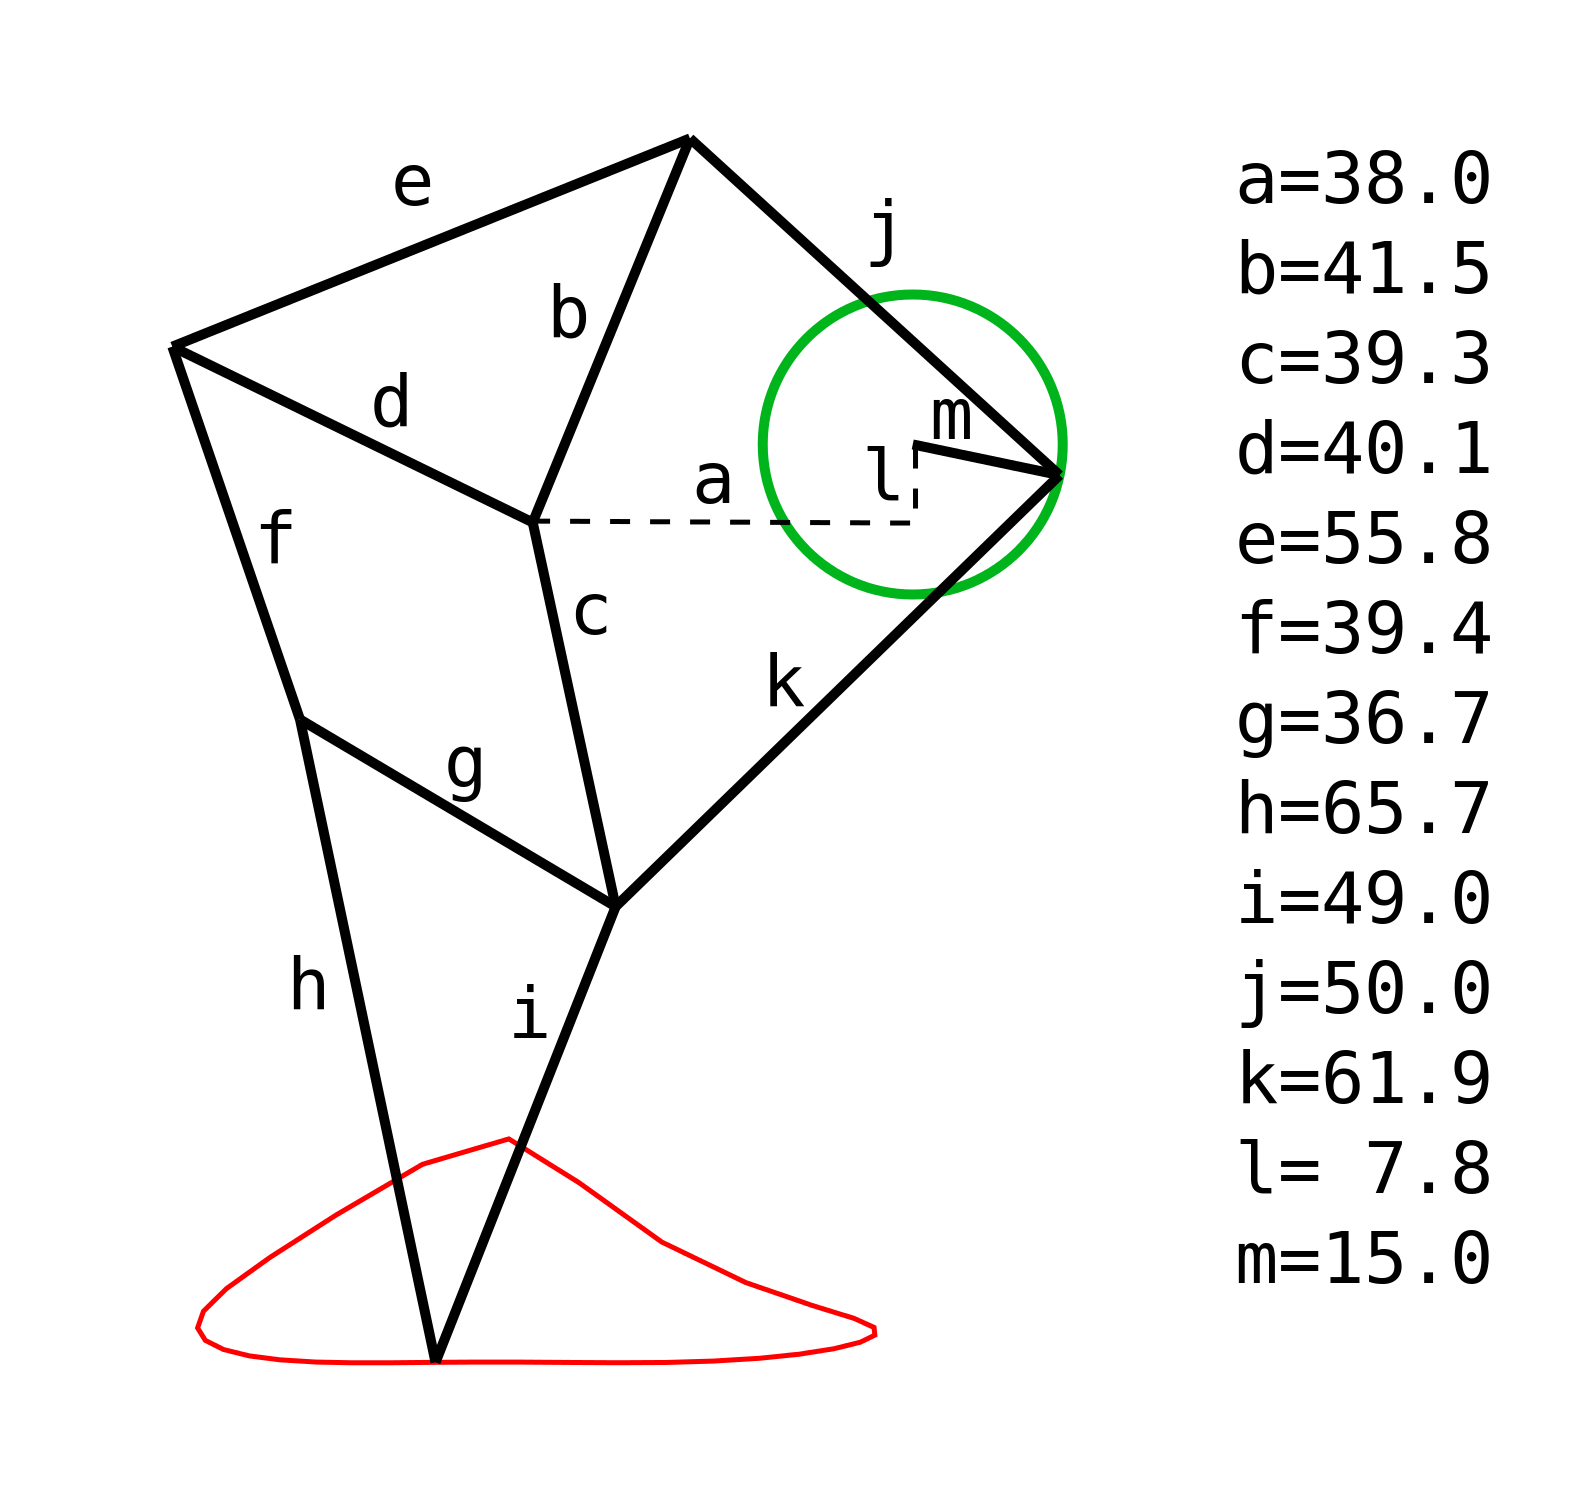 e
j
b
d
m
a
l
f
c
k
g
h
i
a=38.0
b=41.5
c=39.3
d=40.1
e=55.8
f=39.4
g=36.7
h=65.7
i=49.0
j=50.0
k=61.9
l= 7.8
m=15.0